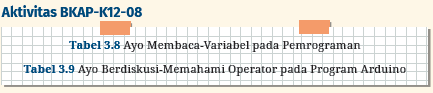 Aktivitas BKAP-K12-08
Tabel 3.8 Ayo Membaca-Variabel pada Pemrograman
Tabel 3.9 Ayo Berdiskusi-Memahami Operator pada Program Arduino